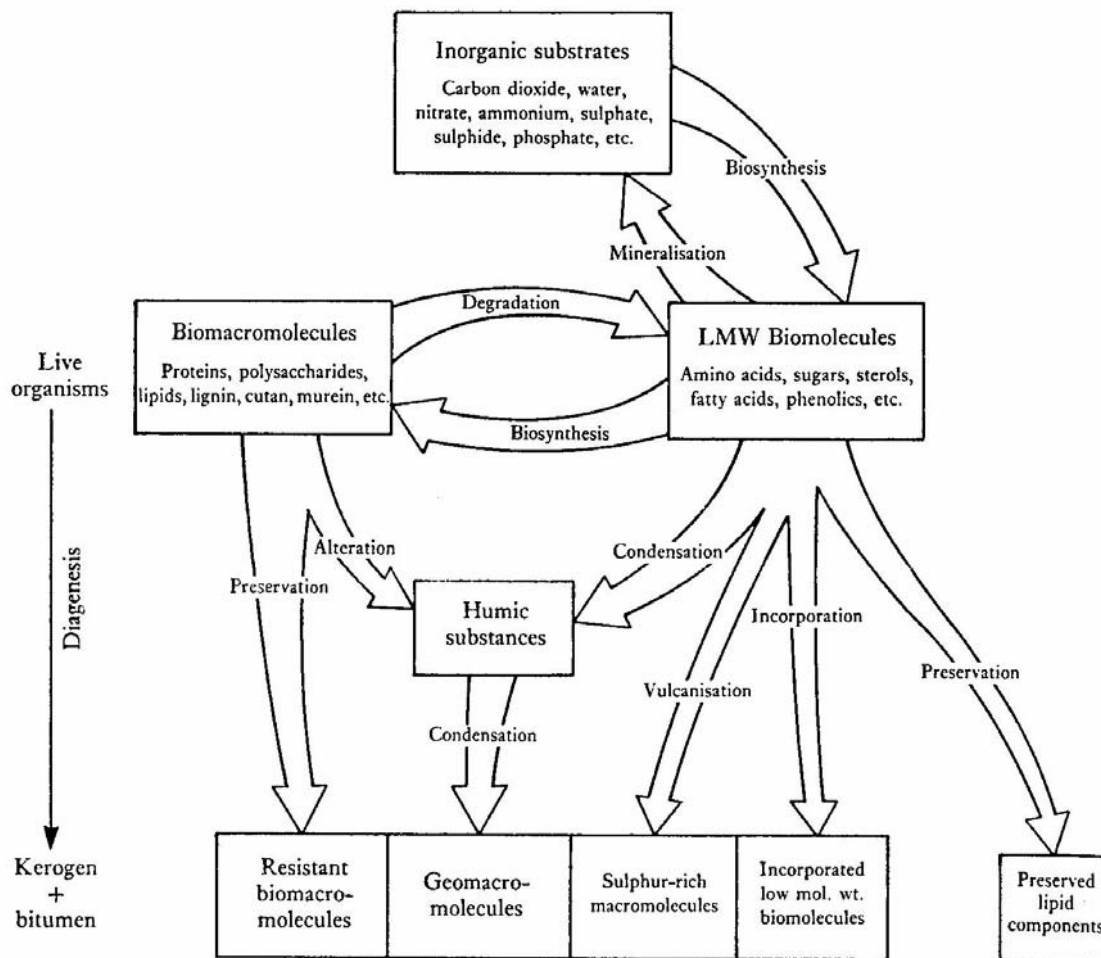 Inorganic substrates
Carbon dioxide, water,
nitrate, ammonium, sulphate,
sulphide, phosphate, etc.
Biosynthesis
Mineralisation
Degradation
Biomacromolecules
Proteins, polysaccharides,
lipids, lignin, cutan, murein, etc.
LMW Biomolecules
Amino acids, sugars, sterols,
fatty acids, phenolics, etc.
Biosynthesis
Live
organisms
Diagenesis
Alteration
Preservation
Condensation
Humic
substances
Incorporation
Vulcanisation
Preservation
Condensation
Kerogen
+
bitumen
Resistant
biomacro-
molecules
Geomacro-
molecules
Sulphur-rich
macromolecules
Incorporated
low mol. wt.
biomolecules
Preserved
lipid
components